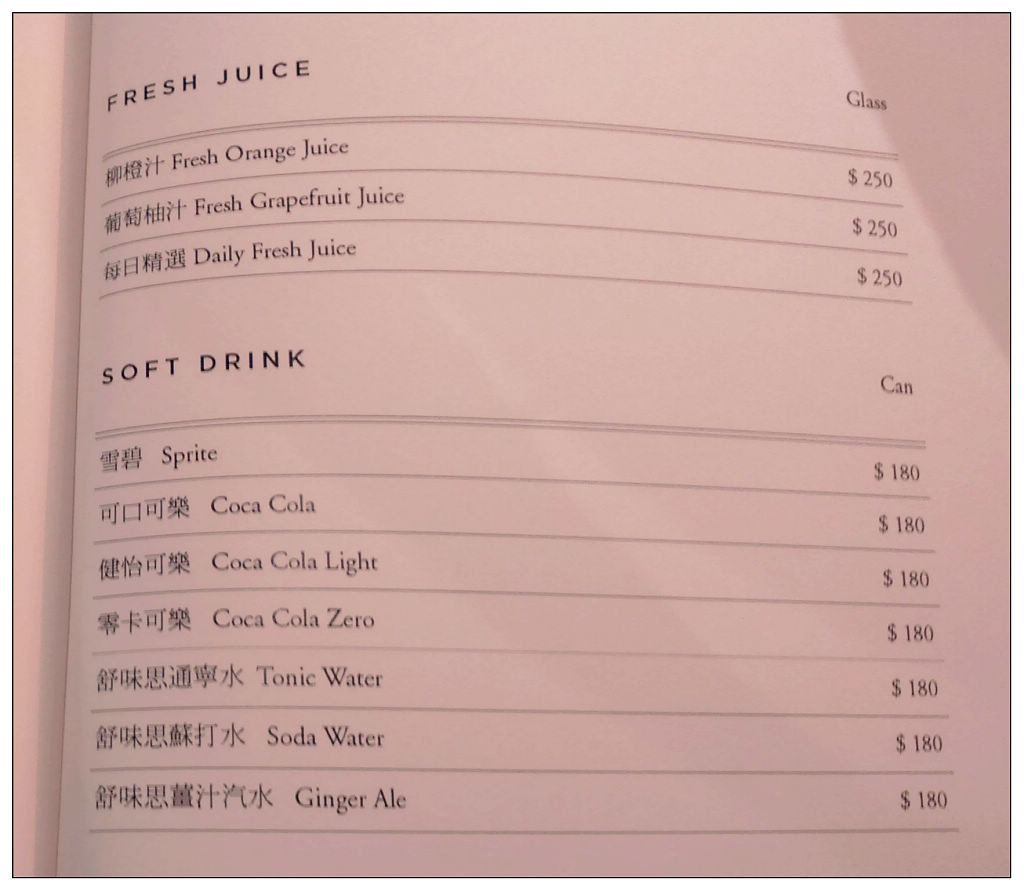 FRESH JUICE
Glass
柳橙汁 Fresh Orange Juice $ 250
葡萄柚汁 Fresh Grapefruit Juice $ 250
每日精選 Daily Fresh Juice $ 250
SOFT DRINK
Can
雪碧 Sprite $ 180
可口可樂 Coca Cola $ 180
健怡可樂 Coca Cola Light $ 180
零卡可樂 Coca Cola Zero $ 180
舒味思通寧水 Tonic Water $ 180
舒味思蘇打水 Soda Water $ 180
舒味思薑汁汽水 Ginger Ale $ 180